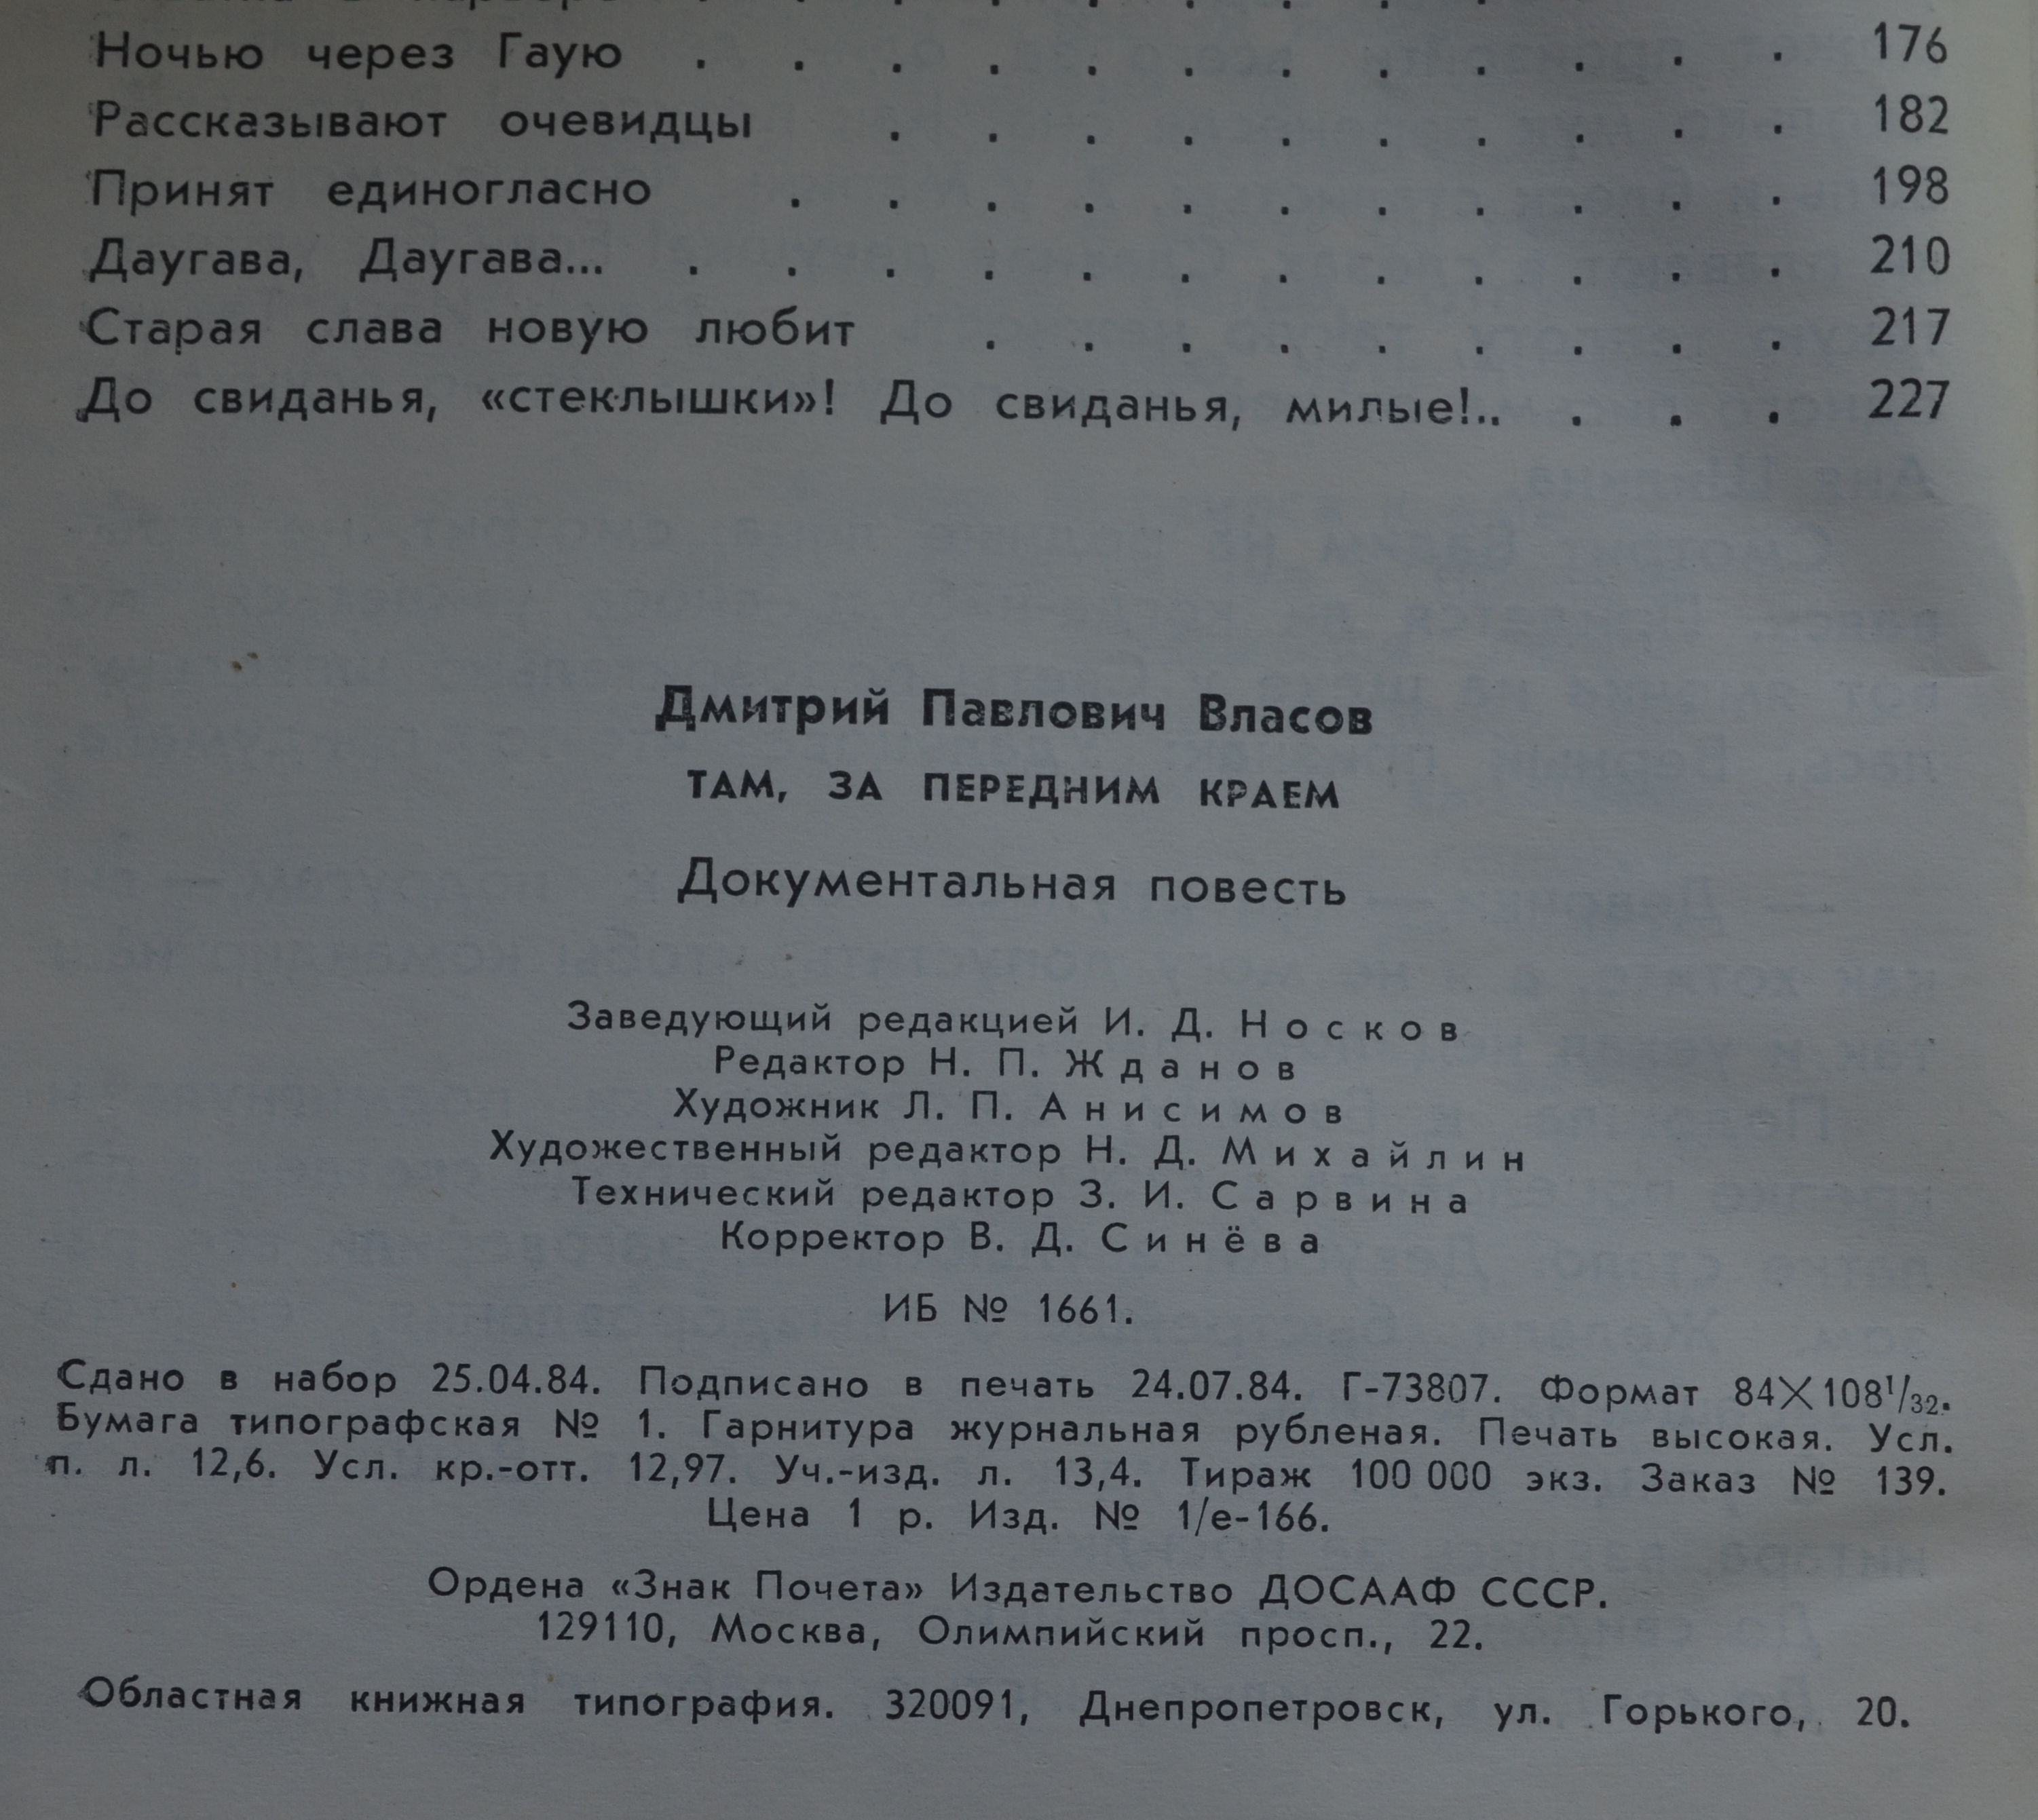 Ночью через Гаую . . . . . . . . . . . . 176
Рассказывают очевидцы . . . . . . . . . . 182
Принят единогласно . . . . . . . . . . . 198
Даугава, Даугава... . . . . . . . . . . . . 210
Старая слава новую любит . . . . . . . . . 217
До свиданья, «стеклышки»! До свиданья, милые!.. . . . 227
Дмитрий Павлович Власов
ТАМ, ЗА ПЕРЕДНИМ КРАЕМ
Документальная повесть
Заведующий редакцией И. Д. Носков
Редактор Н. П. Жданов
Художник Л. П. Анисимов
Художественный редактор Н. Д. Михайлин
Технический редактор З. И. Сарвина
Корректор В. Д. Синёва
ИБ № 1661.
Сдано в набор 25.04.84. Подписано в печать 24.07.84. Г-73807. Формат 84×108¹/₃₂.
Бумага типографская № 1. Гарнитура журнальная рубленая. Печать высокая. Усл.
п. л. 12,6. Усл. кр.-отт. 12,97. Уч.-изд. л. 13,4. Тираж 100 000 экз. Заказ № 139.
Цена 1 р. Изд. № 1/е-166.
Ордена «Знак Почета» Издательство ДОСААФ СССР.
129110, Москва, Олимпийский просп., 22.
Областная книжная типография. 320091, Днепропетровск, ул. Горького, 20.